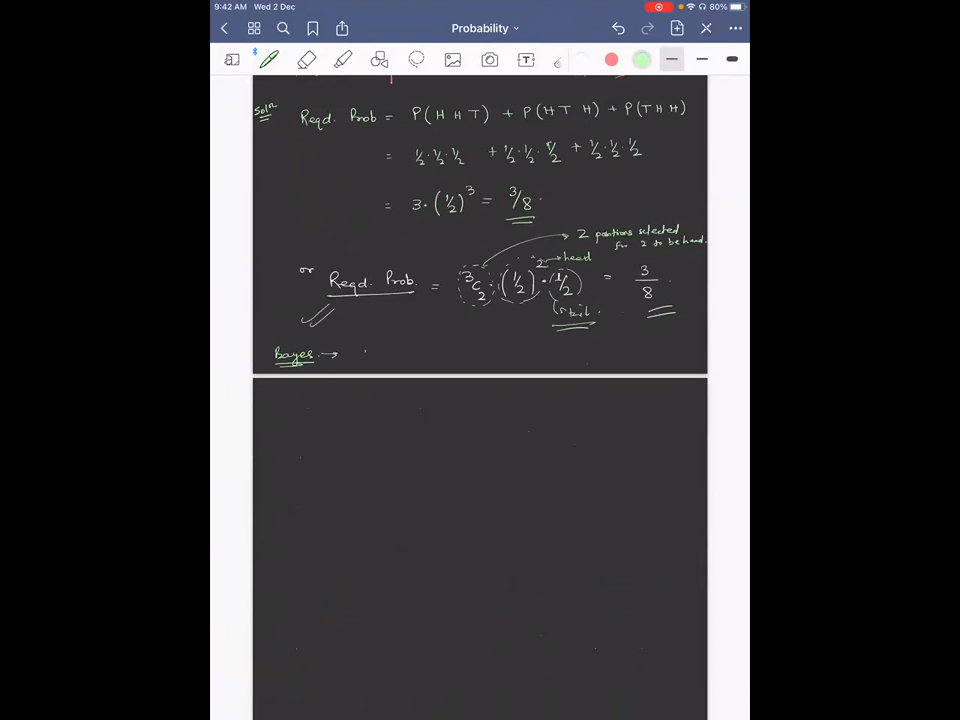 9:42 AM Wed 2 Dec
80%
Probability
Soln Reqd. Prob = P(H H T) + P(H T H) + P(T H H)
= 1/2 · 1/2 · 1/2 + 1/2 · 1/2 · 1/2 + 1/2 · 1/2 · 1/2
= 3 · (1/2)^3 = 3/8
2 positions selected
for 2 to be head.
head
or Reqd. Prob. = 3C2 · (1/2)^2 · 1/2 = 3/8
tail
Bayes →